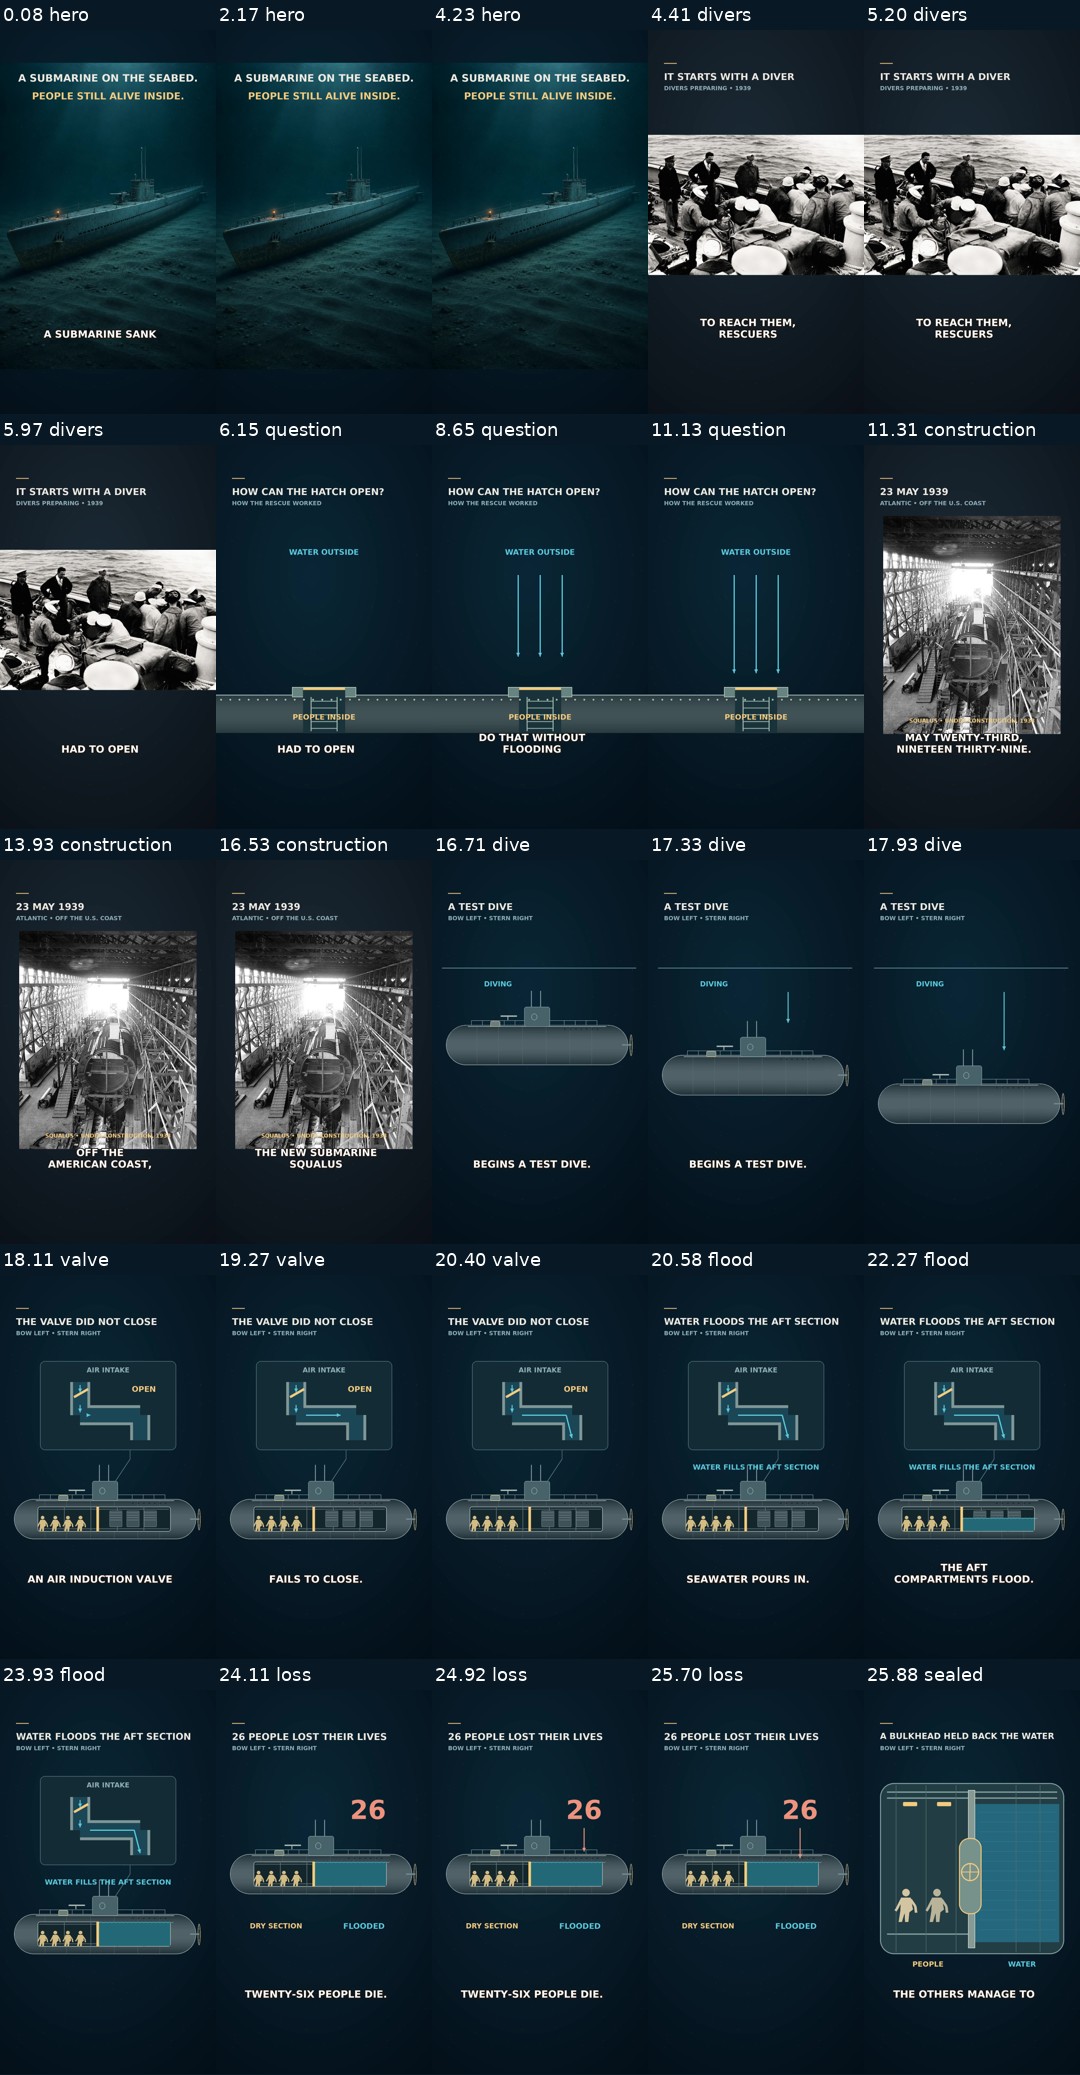 0.08 hero
A SUBMARINE ON THE SEABED.
PEOPLE STILL ALIVE INSIDE.
A SUBMARINE SANK
2.17 hero
A SUBMARINE ON THE SEABED.
PEOPLE STILL ALIVE INSIDE.
4.23 hero
A SUBMARINE ON THE SEABED.
PEOPLE STILL ALIVE INSIDE.
4.41 divers
IT STARTS WITH A DIVER
DIVERS PREPARING • 1939
TO REACH THEM,
RESCUERS
5.20 divers
IT STARTS WITH A DIVER
DIVERS PREPARING • 1939
TO REACH THEM,
RESCUERS
5.97 divers
IT STARTS WITH A DIVER
DIVERS PREPARING • 1939
HAD TO OPEN
6.15 question
HOW CAN THE HATCH OPEN?
HOW THE RESCUE WORKED
WATER OUTSIDE
PEOPLE INSIDE
HAD TO OPEN
8.65 question
HOW CAN THE HATCH OPEN?
HOW THE RESCUE WORKED
WATER OUTSIDE
PEOPLE INSIDE
DO THAT WITHOUT
FLOODING
11.13 question
HOW CAN THE HATCH OPEN?
HOW THE RESCUE WORKED
WATER OUTSIDE
PEOPLE INSIDE
11.31 construction
23 MAY 1939
ATLANTIC • OFF THE U.S. COAST
SQUALUS • UNDER CONSTRUCTION, 1939
MAY TWENTY-THIRD,
NINETEEN THIRTY-NINE.
13.93 construction
23 MAY 1939
ATLANTIC • OFF THE U.S. COAST
SQUALUS • UNDER CONSTRUCTION, 1939
OFF THE
AMERICAN COAST,
16.53 construction
23 MAY 1939
ATLANTIC • OFF THE U.S. COAST
SQUALUS • UNDER CONSTRUCTION, 1939
THE NEW SUBMARINE
SQUALUS
16.71 dive
A TEST DIVE
BOW LEFT • STERN RIGHT
DIVING
BEGINS A TEST DIVE.
17.33 dive
A TEST DIVE
BOW LEFT • STERN RIGHT
DIVING
BEGINS A TEST DIVE.
17.93 dive
A TEST DIVE
BOW LEFT • STERN RIGHT
DIVING
18.11 valve
THE VALVE DID NOT CLOSE
BOW LEFT • STERN RIGHT
AIR INTAKE
OPEN
AN AIR INDUCTION VALVE
19.27 valve
THE VALVE DID NOT CLOSE
BOW LEFT • STERN RIGHT
AIR INTAKE
OPEN
FAILS TO CLOSE.
20.40 valve
THE VALVE DID NOT CLOSE
BOW LEFT • STERN RIGHT
AIR INTAKE
OPEN
20.58 flood
WATER FLOODS THE AFT SECTION
BOW LEFT • STERN RIGHT
AIR INTAKE
WATER FILLS THE AFT SECTION
SEAWATER POURS IN.
22.27 flood
WATER FLOODS THE AFT SECTION
BOW LEFT • STERN RIGHT
AIR INTAKE
WATER FILLS THE AFT SECTION
THE AFT
COMPARTMENTS FLOOD.
23.93 flood
WATER FLOODS THE AFT SECTION
BOW LEFT • STERN RIGHT
AIR INTAKE
WATER FILLS THE AFT SECTION
24.11 loss
26 PEOPLE LOST THEIR LIVES
BOW LEFT • STERN RIGHT
26
DRY SECTION
FLOODED
TWENTY-SIX PEOPLE DIE.
24.92 loss
26 PEOPLE LOST THEIR LIVES
BOW LEFT • STERN RIGHT
26
DRY SECTION
FLOODED
TWENTY-SIX PEOPLE DIE.
25.70 loss
26 PEOPLE LOST THEIR LIVES
BOW LEFT • STERN RIGHT
26
DRY SECTION
FLOODED
25.88 sealed
A BULKHEAD HELD BACK THE WATER
BOW LEFT • STERN RIGHT
PEOPLE
WATER
THE OTHERS MANAGE TO